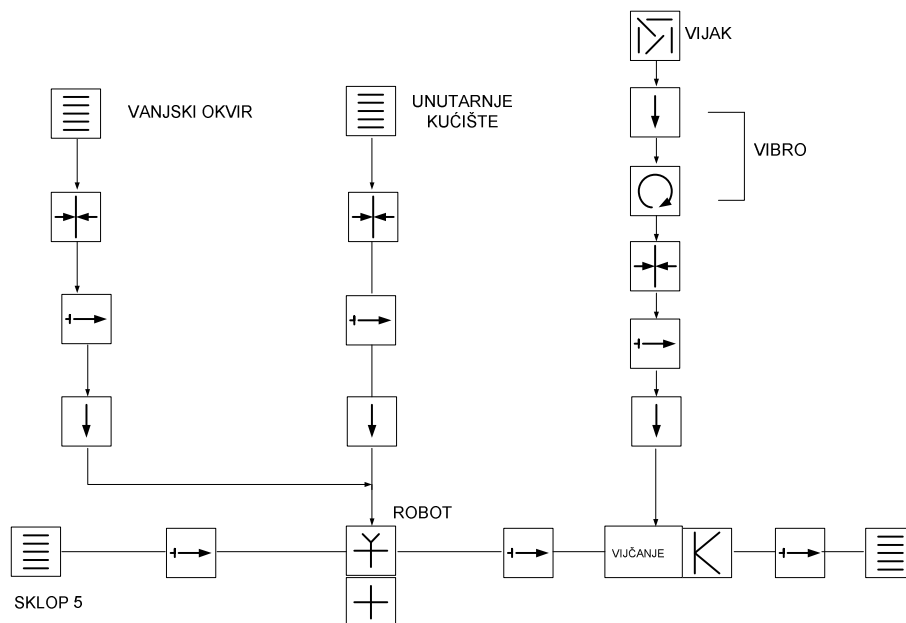 VIJAK
VANJSKI OKVIR
UNUTARNJE
KUĆIŠTE
VIBRO
ROBOT
VIJČANJE
SKLOP 5